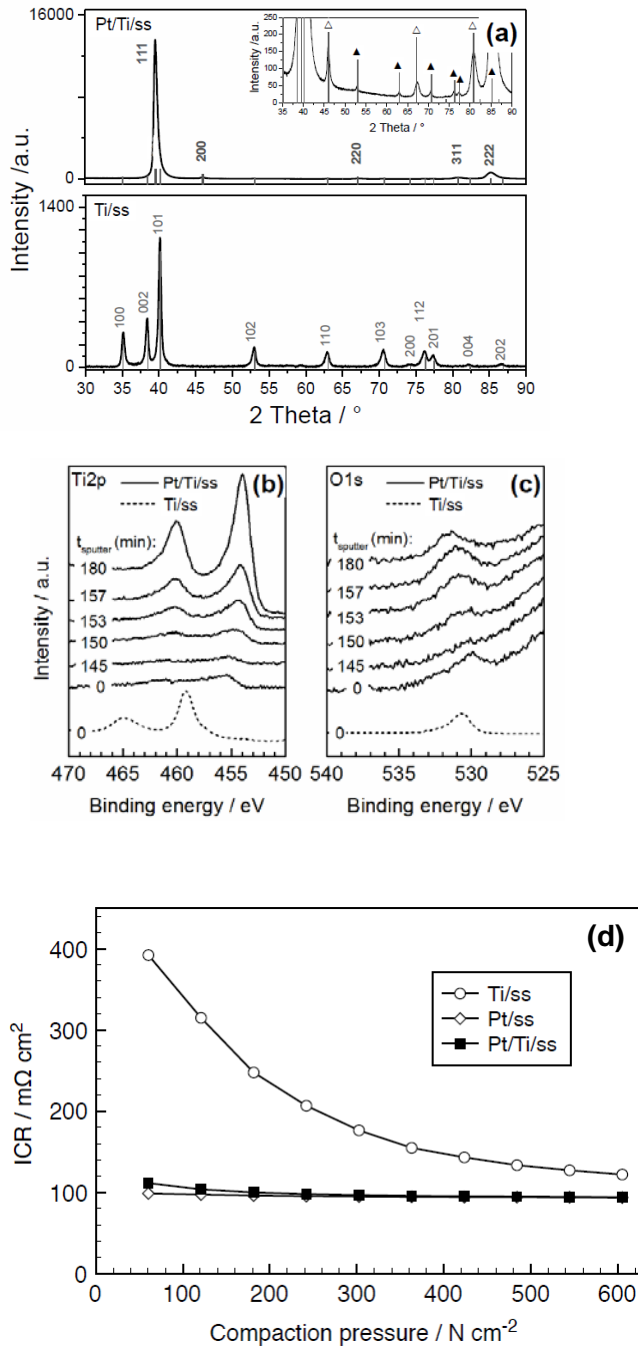 16000
Pt/Ti/ss
(a)
111
200
220
311
222
0
Intensity /a.u.
250
200
150
100
50
0
35 40 45 50 55 60 65 70 75 80 85 90
2 Theta / °
Intensity /a.u.
1400
Ti/ss
100
002
101
102
110
103
200
112
201
004
202
0
30 35 40 45 50 55 60 65 70 75 80 85 90
2 Theta / °
Ti2p
Pt/Ti/ss
Ti/ss
(b)
tsputter (min):
180
157
153
150
145
0
0
Intensity / a.u.
470 465 460 455 450
Binding energy / eV
O1s
Pt/Ti/ss
Ti/ss
(c)
tsputter (min):
180
157
153
150
145
0
0
540 535 530 525
Binding energy / eV
(d)
400
300
200
100
0
ICR / mΩ cm²
Ti/ss
Pt/ss
Pt/Ti/ss
0 100 200 300 400 500 600
Compaction pressure / N cm⁻²